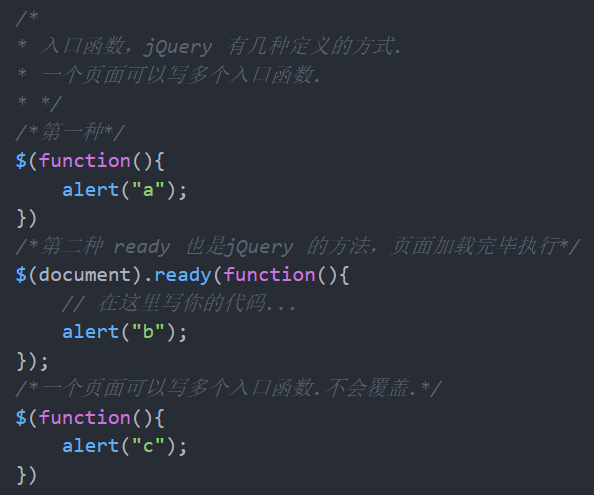 /*
* 入口函数，jQuery 有几种定义的方式.
* 一个页面可以写多个入口函数.
* */
/*第一种*/
$(function(){
    alert("a");
})
/*第二种 ready 也是jQuery 的方法，页面加载完毕执行*/
$(document).ready(function(){
    // 在这里写你的代码...
    alert("b");
});
/*一个页面可以写多个入口函数.不会覆盖.*/
$(function(){
    alert("c");
})